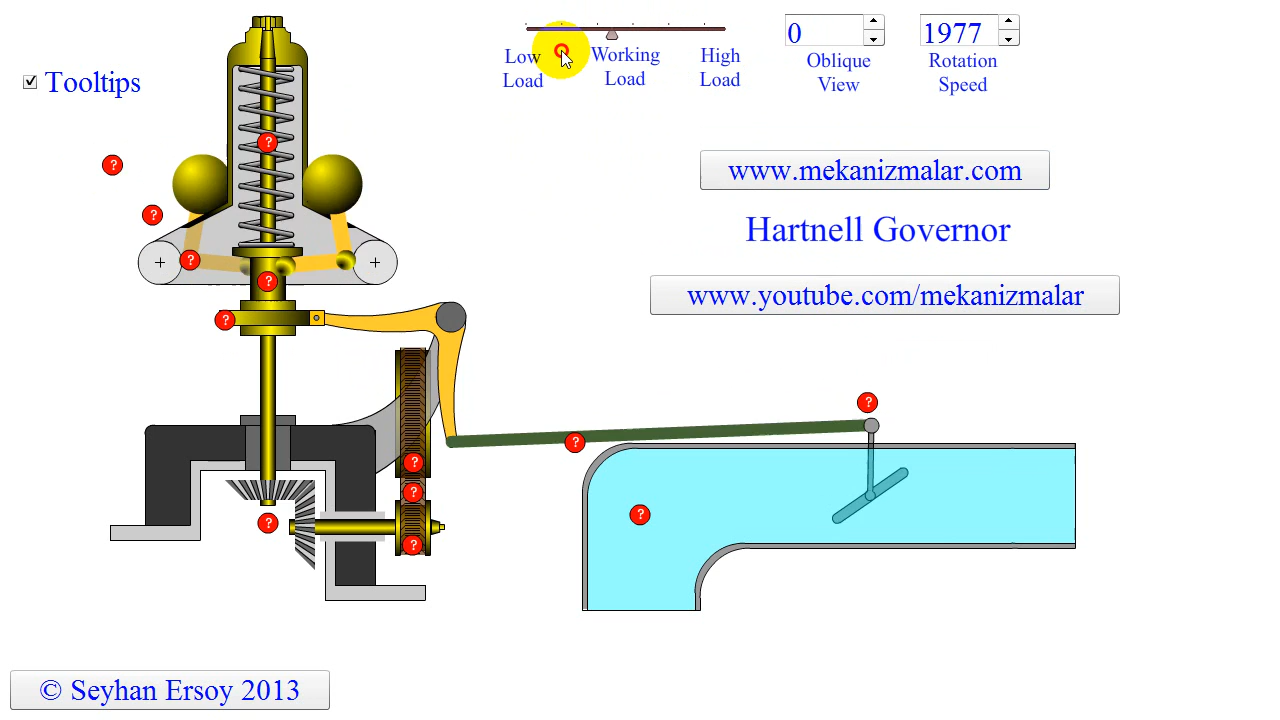 Tooltips
Low Load
Working Load
High Load
0
Oblique View
1977
Rotation Speed
www.mekanizmalar.com
Hartnell Governor
www.youtube.com/mekanizmalar
?
?
?
?
?
?
?
?
?
?
?
?
?
© Seyhan Ersoy 2013